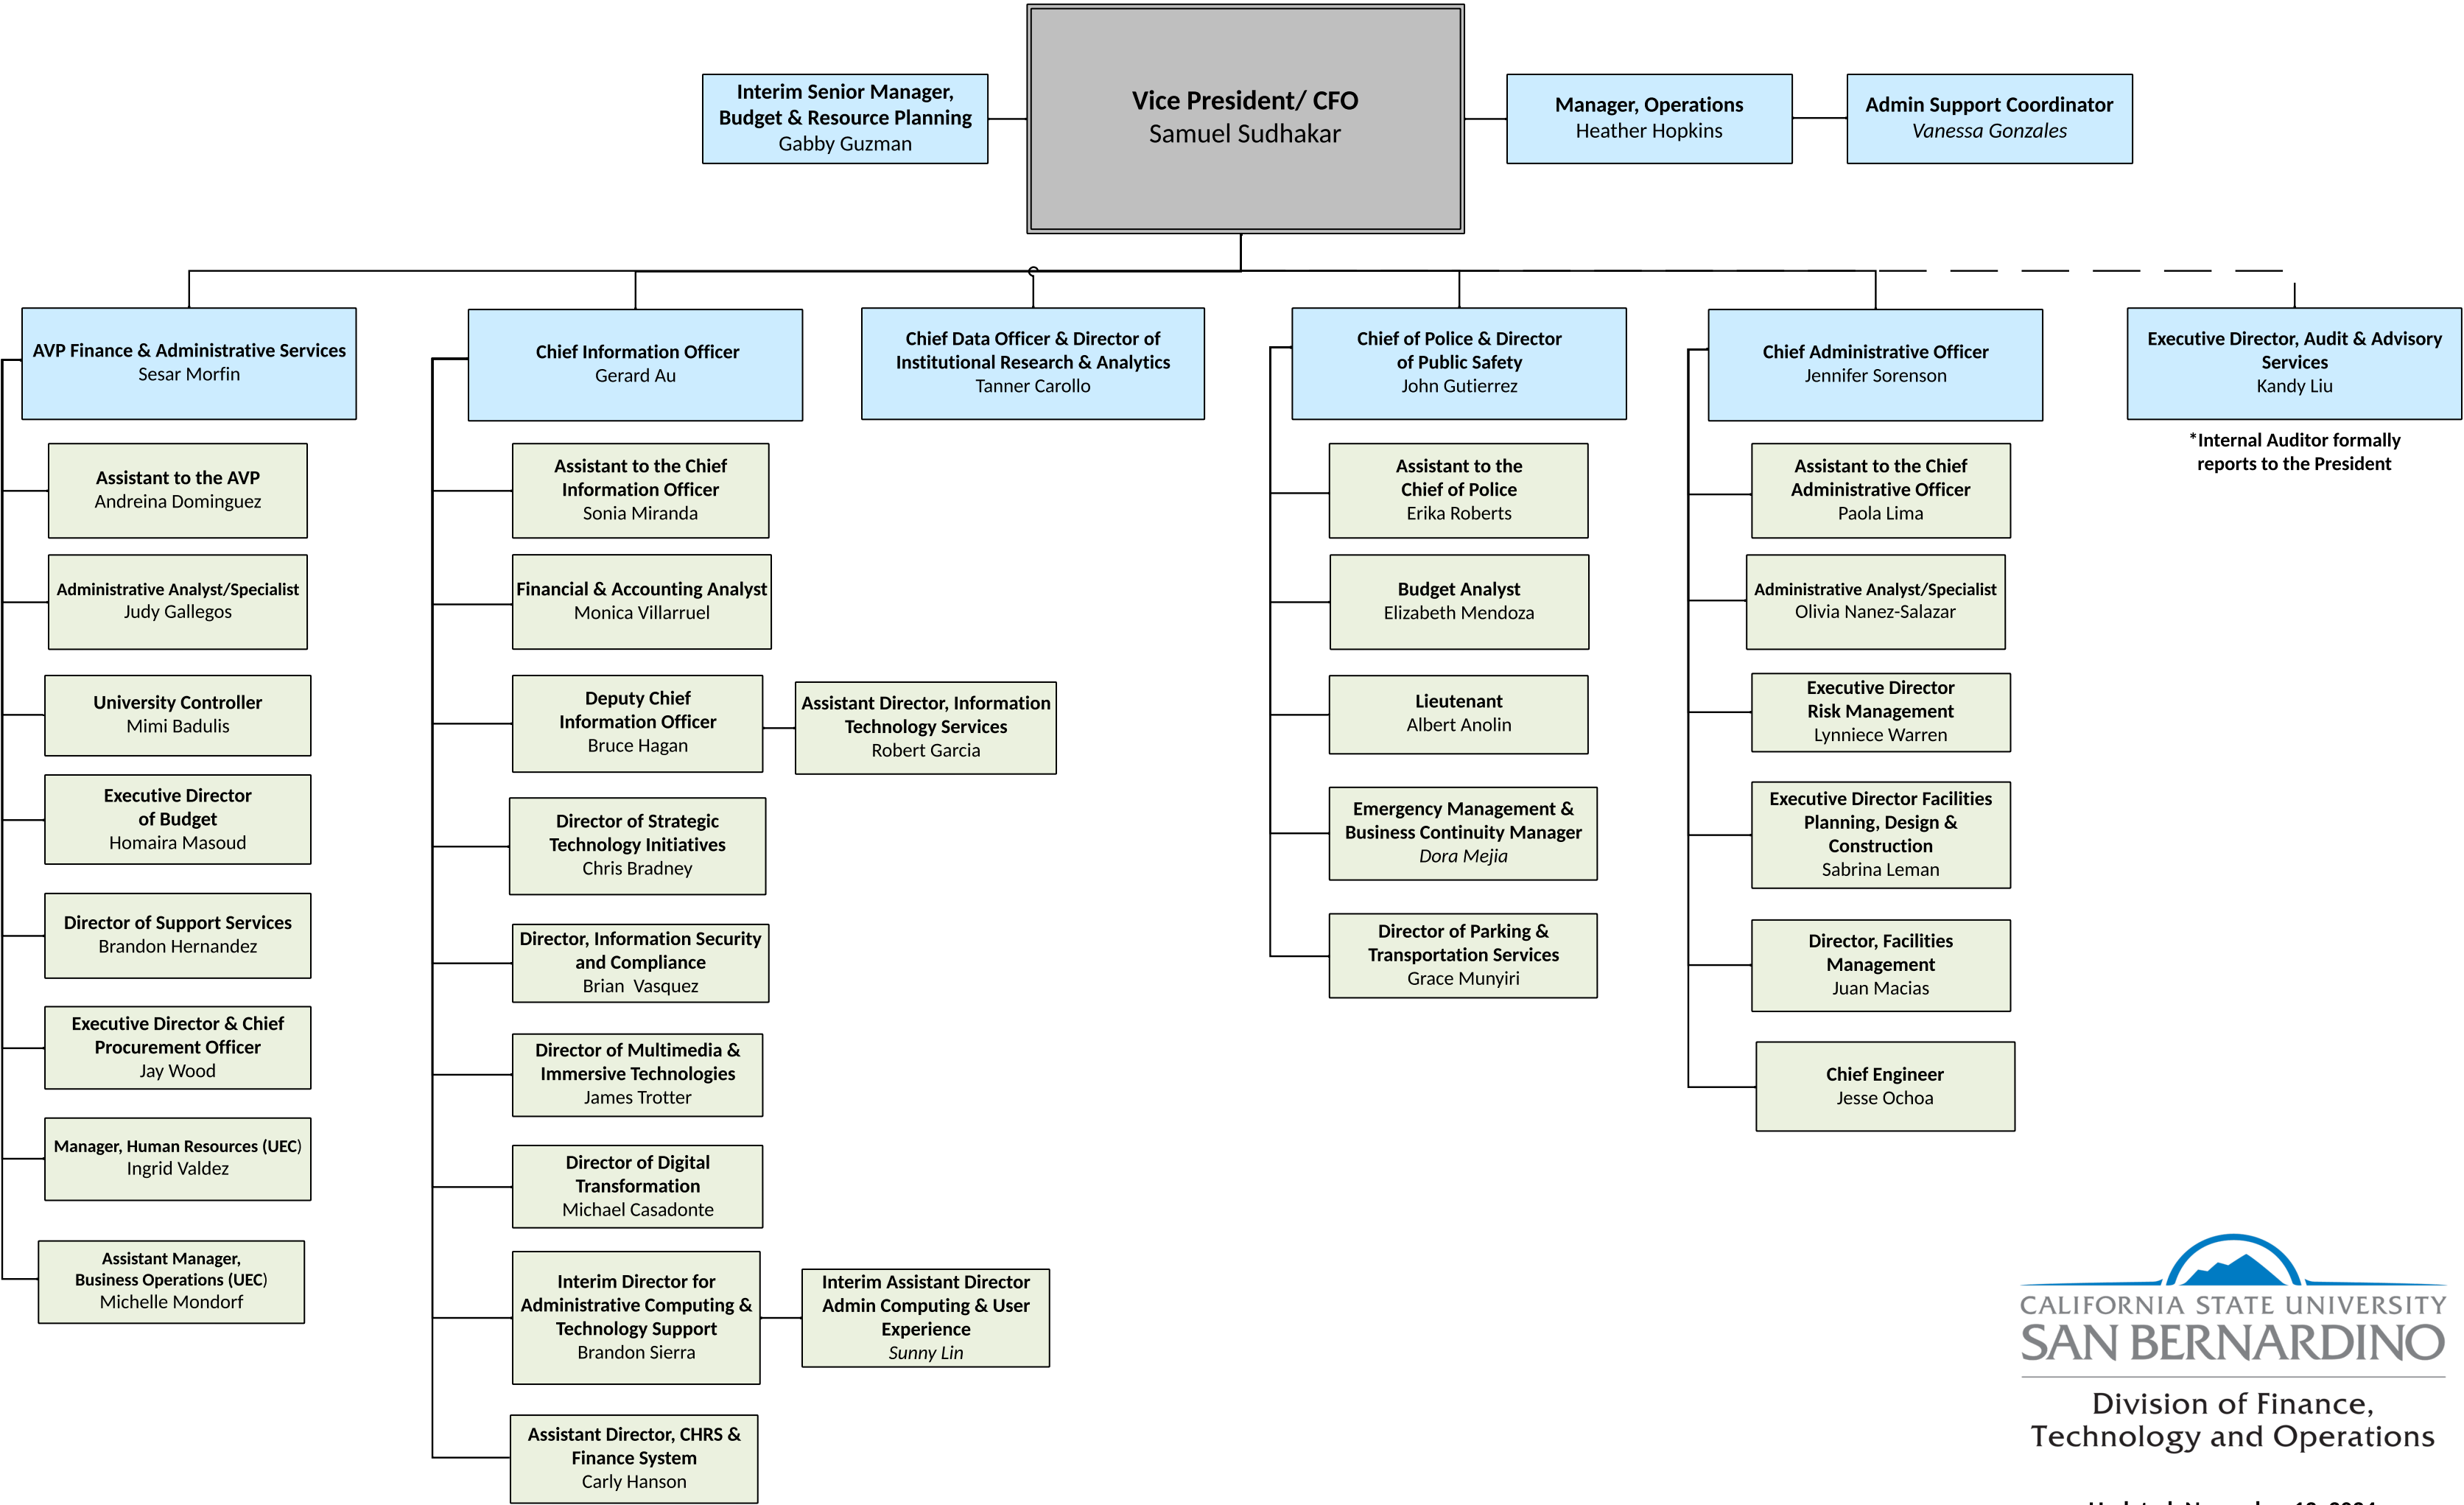 Interim Senior Manager,
Budget & Resource Planning
Gabby Guzman
Vice President/ CFO
Samuel Sudhakar
Manager, Operations
Heather Hopkins
Admin Support Coordinator
Vanessa Gonzales
AVP Finance & Administrative Services
Sesar Morfin
Chief Information Officer
Gerard Au
Chief Data Officer & Director of
Institutional Research & Analytics
Tanner Carollo
Chief of Police & Director
of Public Safety
John Gutierrez
Chief Administrative Officer
Jennifer Sorenson
Executive Director, Audit & Advisory
Services
Kandy Liu
*Internal Auditor formally
reports to the President
Assistant to the AVP
Andreina Dominguez
Administrative Analyst/Specialist
Judy Gallegos
University Controller
Mimi Badulis
Executive Director
of Budget
Homaira Masoud
Director of Support Services
Brandon Hernandez
Executive Director & Chief
Procurement Officer
Jay Wood
Manager, Human Resources (UEC)
Ingrid Valdez
Assistant Manager,
Business Operations (UEC)
Michelle Mondorf
Assistant to the Chief
Information Officer
Sonia Miranda
Financial & Accounting Analyst
Monica Villarruel
Deputy Chief
Information Officer
Bruce Hagan
Assistant Director, Information
Technology Services
Robert Garcia
Director of Strategic
Technology Initiatives
Chris Bradney
Director, Information Security
and Compliance
Brian Vasquez
Director of Multimedia &
Immersive Technologies
James Trotter
Director of Digital
Transformation
Michael Casadonte
Interim Director for
Administrative Computing &
Technology Support
Brandon Sierra
Interim Assistant Director
Admin Computing & User
Experience
Sunny Lin
Assistant Director, CHRS &
Finance System
Carly Hanson
Assistant to the
Chief of Police
Erika Roberts
Budget Analyst
Elizabeth Mendoza
Lieutenant
Albert Anolin
Emergency Management &
Business Continuity Manager
Dora Mejia
Director of Parking &
Transportation Services
Grace Munyiri
Assistant to the Chief
Administrative Officer
Paola Lima
Administrative Analyst/Specialist
Olivia Nanez-Salazar
Executive Director
Risk Management
Lynniece Warren
Executive Director Facilities
Planning, Design &
Construction
Sabrina Leman
Director, Facilities
Management
Juan Macias
Chief Engineer
Jesse Ochoa
CALIFORNIA STATE UNIVERSITY
SAN BERNARDINO
Division of Finance,
Technology and Operations